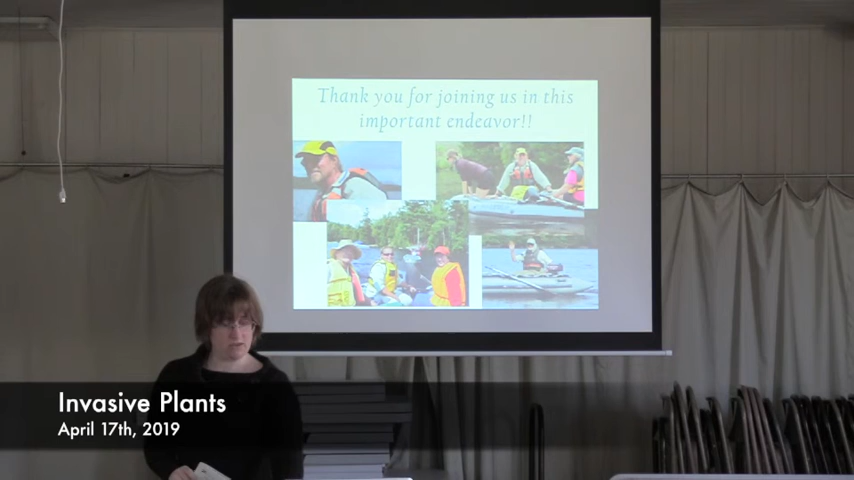 Thank you for joining us in this
important endeavor!!
Invasive Plants
April 17th, 2019